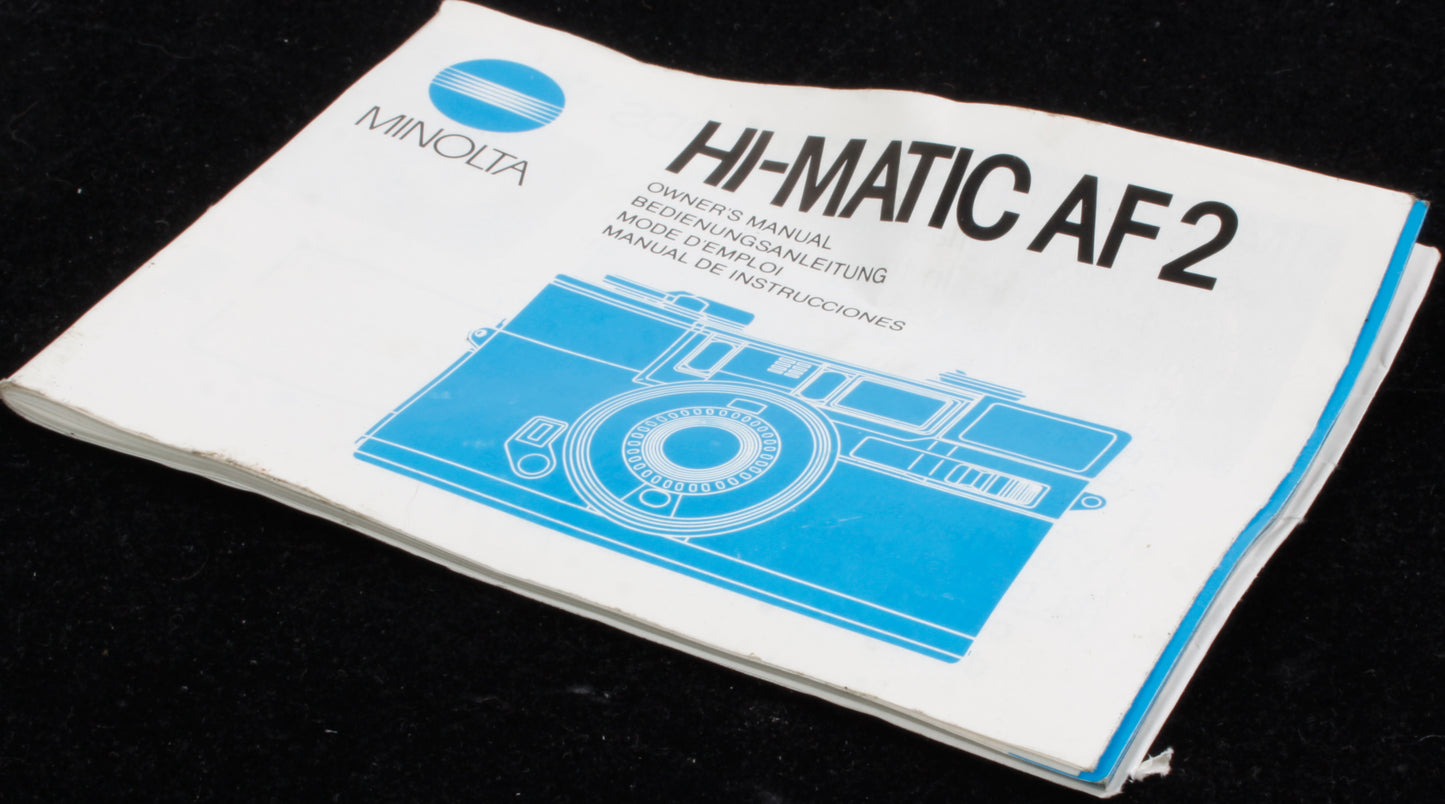 MINOLTA
HI-MATIC AF2
OWNER'S MANUAL
BEDIENUNGSANLEITUNG
MODE D'EMPLOI
MANUAL DE INSTRUCCIONES